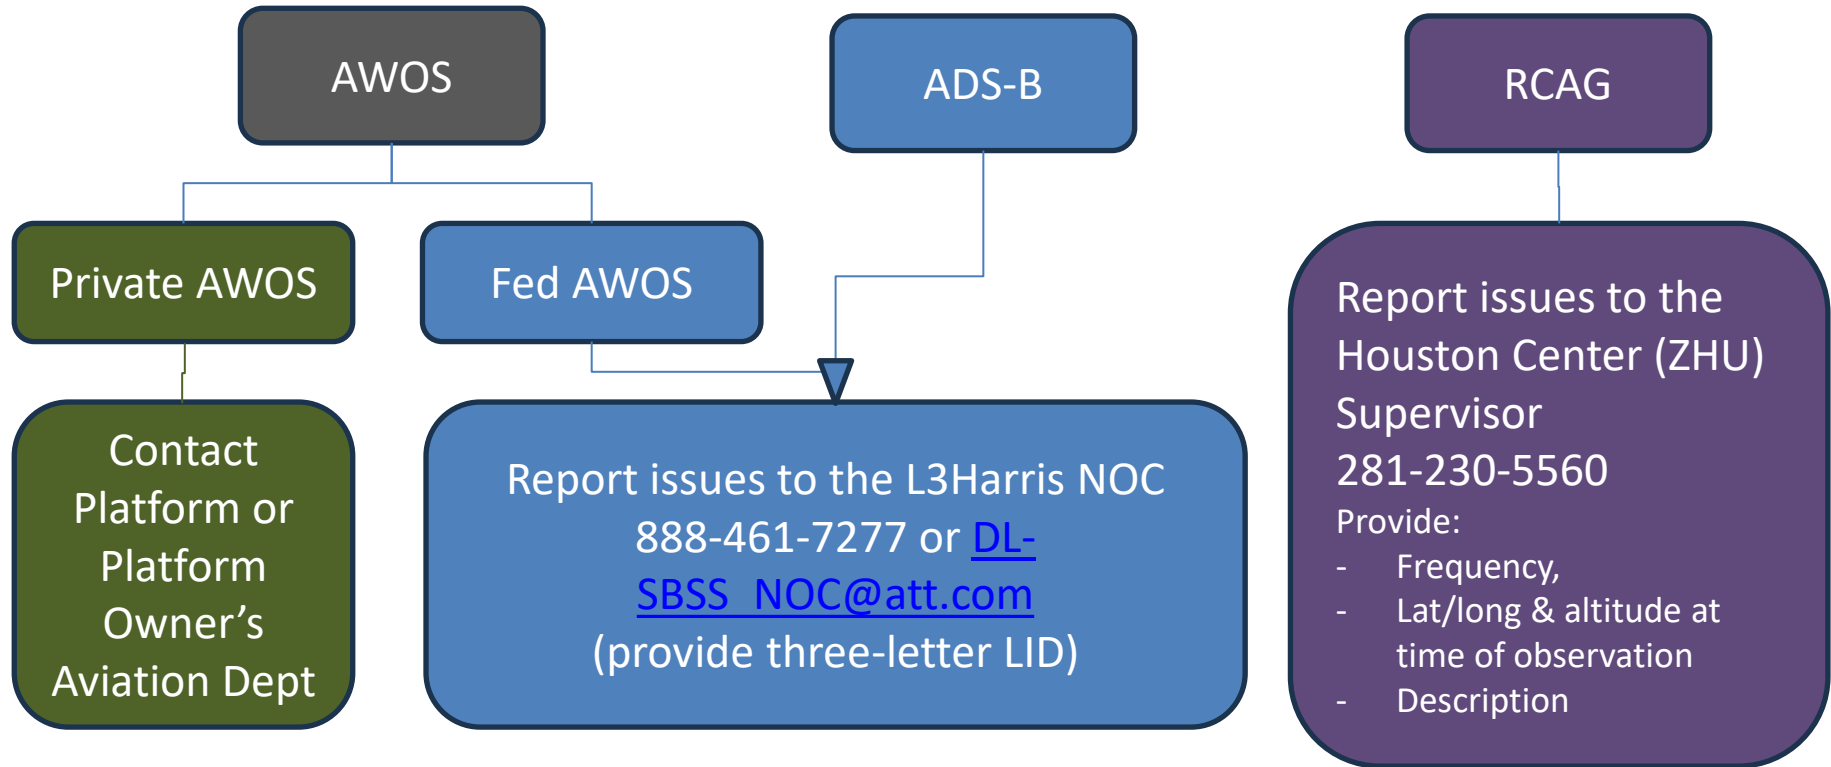 AWOS
ADS-B
RCAG
Private AWOS
Fed AWOS
Contact
Platform or
Platform
Owner’s
Aviation Dept
Report issues to the L3Harris NOC
888-461-7277 or DL-
SBSS_NOC@att.com
(provide three-letter LID)
Report issues to the
Houston Center (ZHU)
Supervisor
281-230-5560
Provide:
- Frequency,
- Lat/long & altitude at
time of observation
- Description